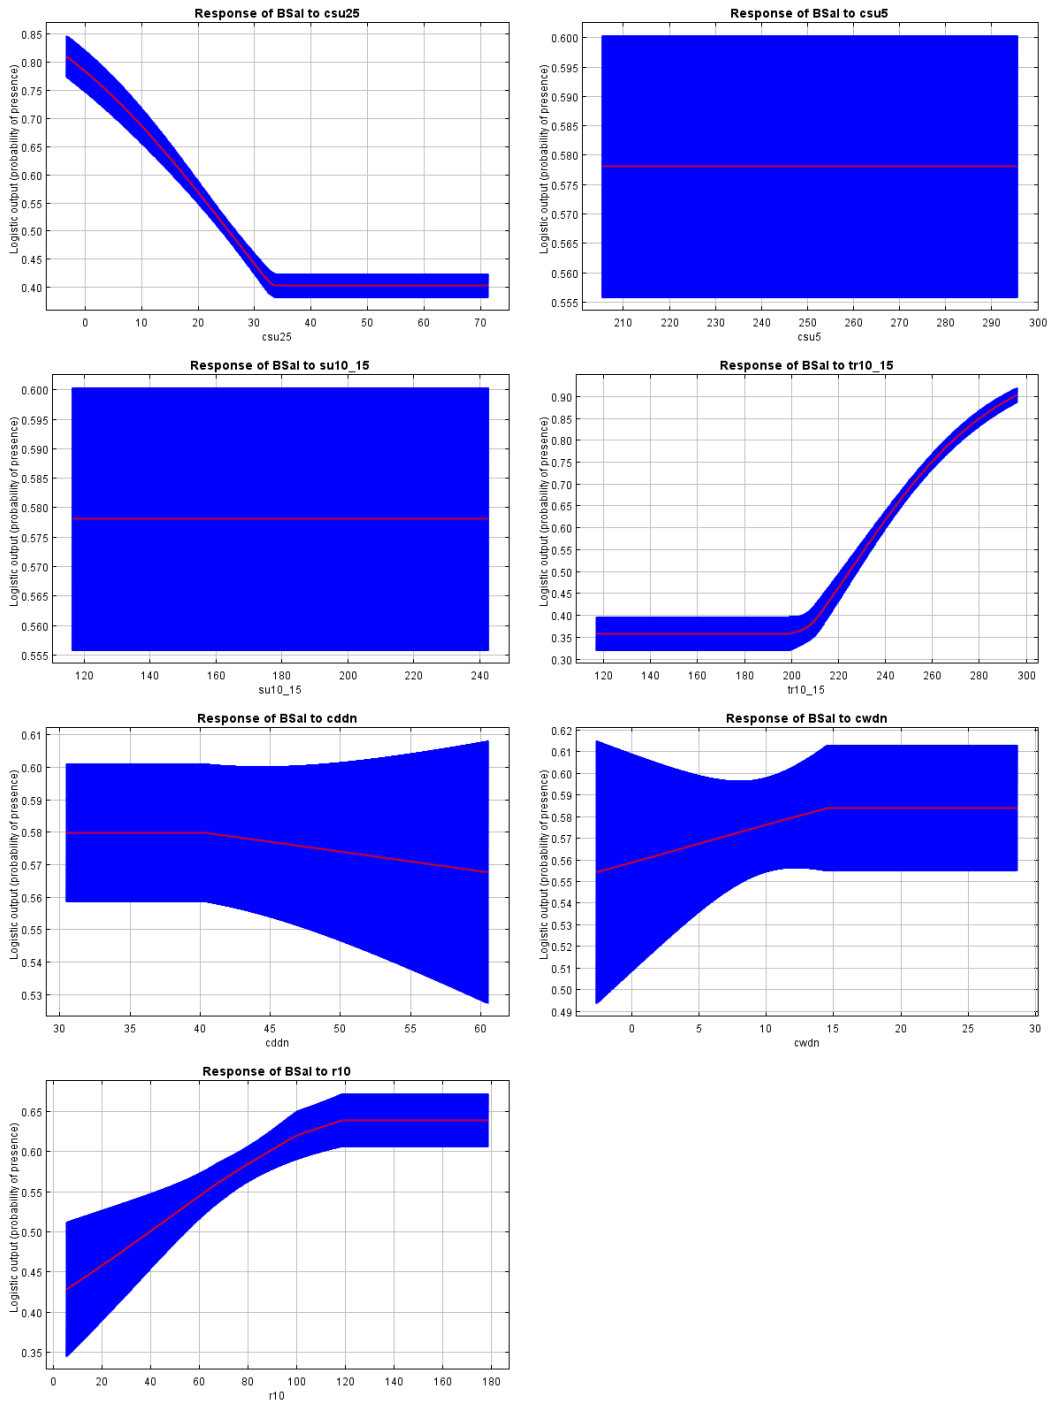 Response of BSal to csu25
Logistic output (probability of presence)
0.85
0.80
0.75
0.70
0.65
0.60
0.55
0.50
0.45
0.40
0 10 20 30 40 50 60 70
csu25
Response of BSal to csu5
Logistic output (probability of presence)
0.600
0.595
0.590
0.585
0.580
0.575
0.570
0.565
0.560
0.555
210 220 230 240 250 260 270 280 290 300
csu5
Response of BSal to su10_15
Logistic output (probability of presence)
0.600
0.595
0.590
0.585
0.580
0.575
0.570
0.565
0.560
0.555
120 140 160 180 200 220 240
su10_15
Response of BSal to tr10_15
Logistic output (probability of presence)
0.90
0.85
0.80
0.75
0.70
0.65
0.60
0.55
0.50
0.45
0.40
0.35
0.30
120 140 160 180 200 220 240 260 280 300
tr10_15
Response of BSal to cddn
Logistic output (probability of presence)
0.61
0.60
0.59
0.58
0.57
0.56
0.55
0.54
0.53
30 35 40 45 50 55 60
cddn
Response of BSal to cwdn
Logistic output (probability of presence)
0.62
0.61
0.60
0.59
0.58
0.57
0.56
0.55
0.54
0.53
0.52
0.51
0.50
0.49
0 5 10 15 20 25 30
cwdn
Response of BSal to r10
Logistic output (probability of presence)
0.65
0.60
0.55
0.50
0.45
0.40
0.35
0 20 40 60 80 100 120 140 160 180
r10